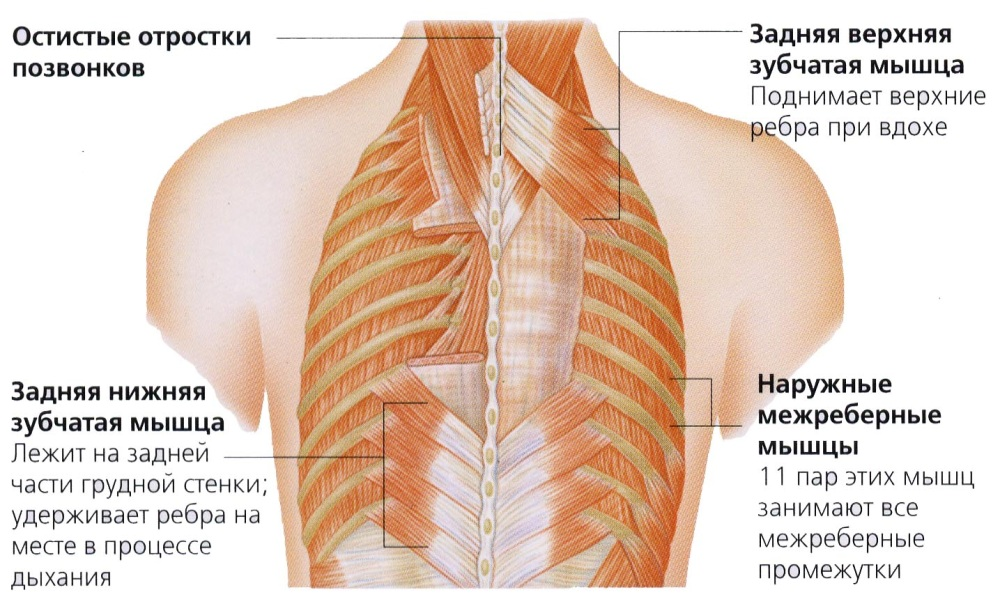 Остистые отростки
позвонков
Задняя верхняя
зубчатая мышца
Поднимает верхние
ребра при вдохе
Задняя нижняя
зубчатая мышца
Лежит на задней
части грудной стенки;
удерживает ребра на
месте в процессе
дыхания
Наружные
межреберные
мышцы
11 пар этих мышц
занимают все
межреберные
промежутки